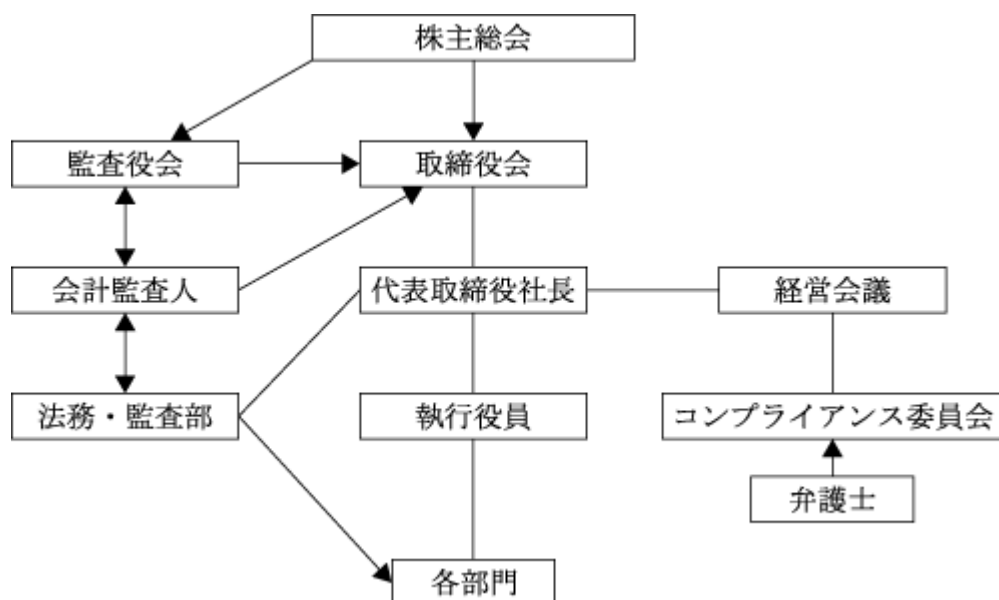 株主総会
監査役会
取締役会
会計監査人
代表取締役社長
経営会議
法務・監査部
執行役員
コンプライアンス委員会
弁護士
各部門